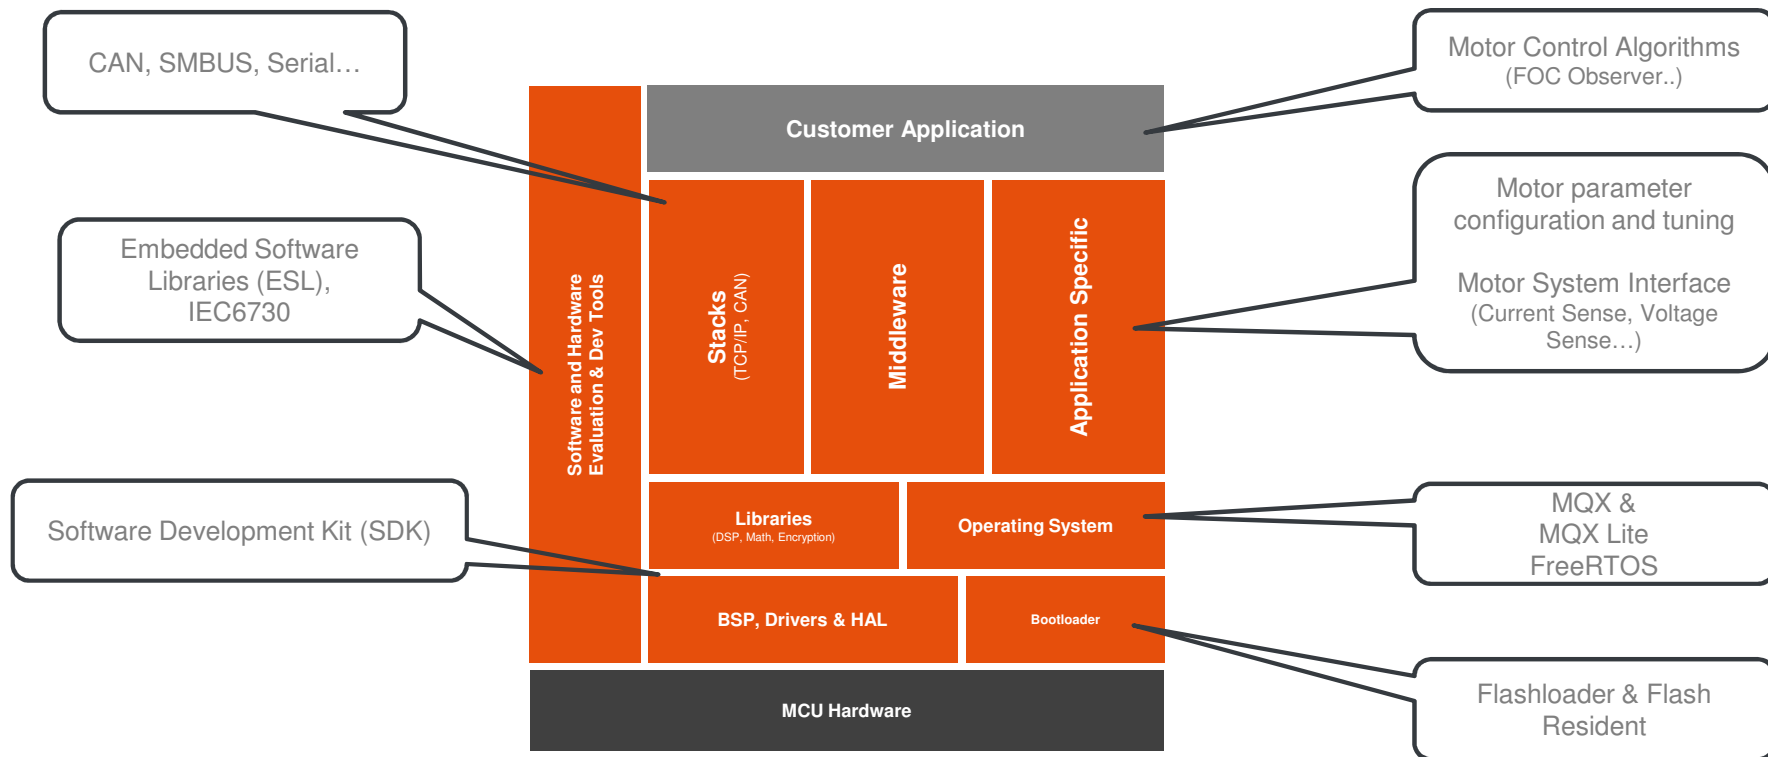 CAN, SMBUS, Serial…
Embedded Software
Libraries (ESL),
IEC6730
Software Development Kit (SDK)
Software and Hardware
Evaluation & Dev Tools
Customer Application
Stacks
(TCP/IP, CAN)
Middleware
Application Specific
Libraries
(DSP, Math, Encryption)
Operating System
BSP, Drivers & HAL
Bootloader
MCU Hardware
Motor Control Algorithms
(FOC Observer..)
Motor parameter
configuration and tuning
Motor System Interface
(Current Sense, Voltage
Sense…)
MQX &
MQX Lite
FreeRTOS
Flashloader & Flash
Resident